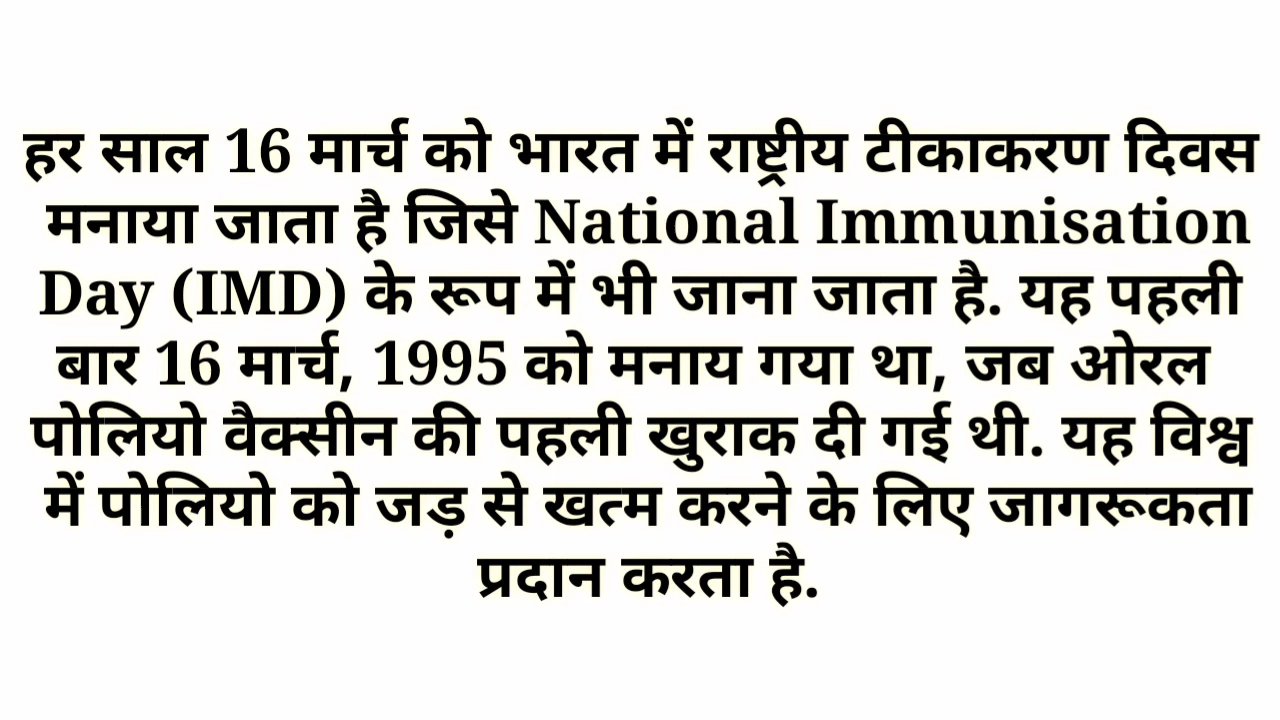 हर साल 16 मार्च को भारत में राष्ट्रीय टीकाकरण दिवस
मनाया जाता है जिसे National Immunisation
Day (IMD) के रूप में भी जाना जाता है. यह पहली
बार 16 मार्च, 1995 को मनाय गया था, जब ओरल
पोलियो वैक्सीन की पहली खुराक दी गई थी. यह विश्व
में पोलियो को जड़ से खत्म करने के लिए जागरूकता
प्रदान करता है.